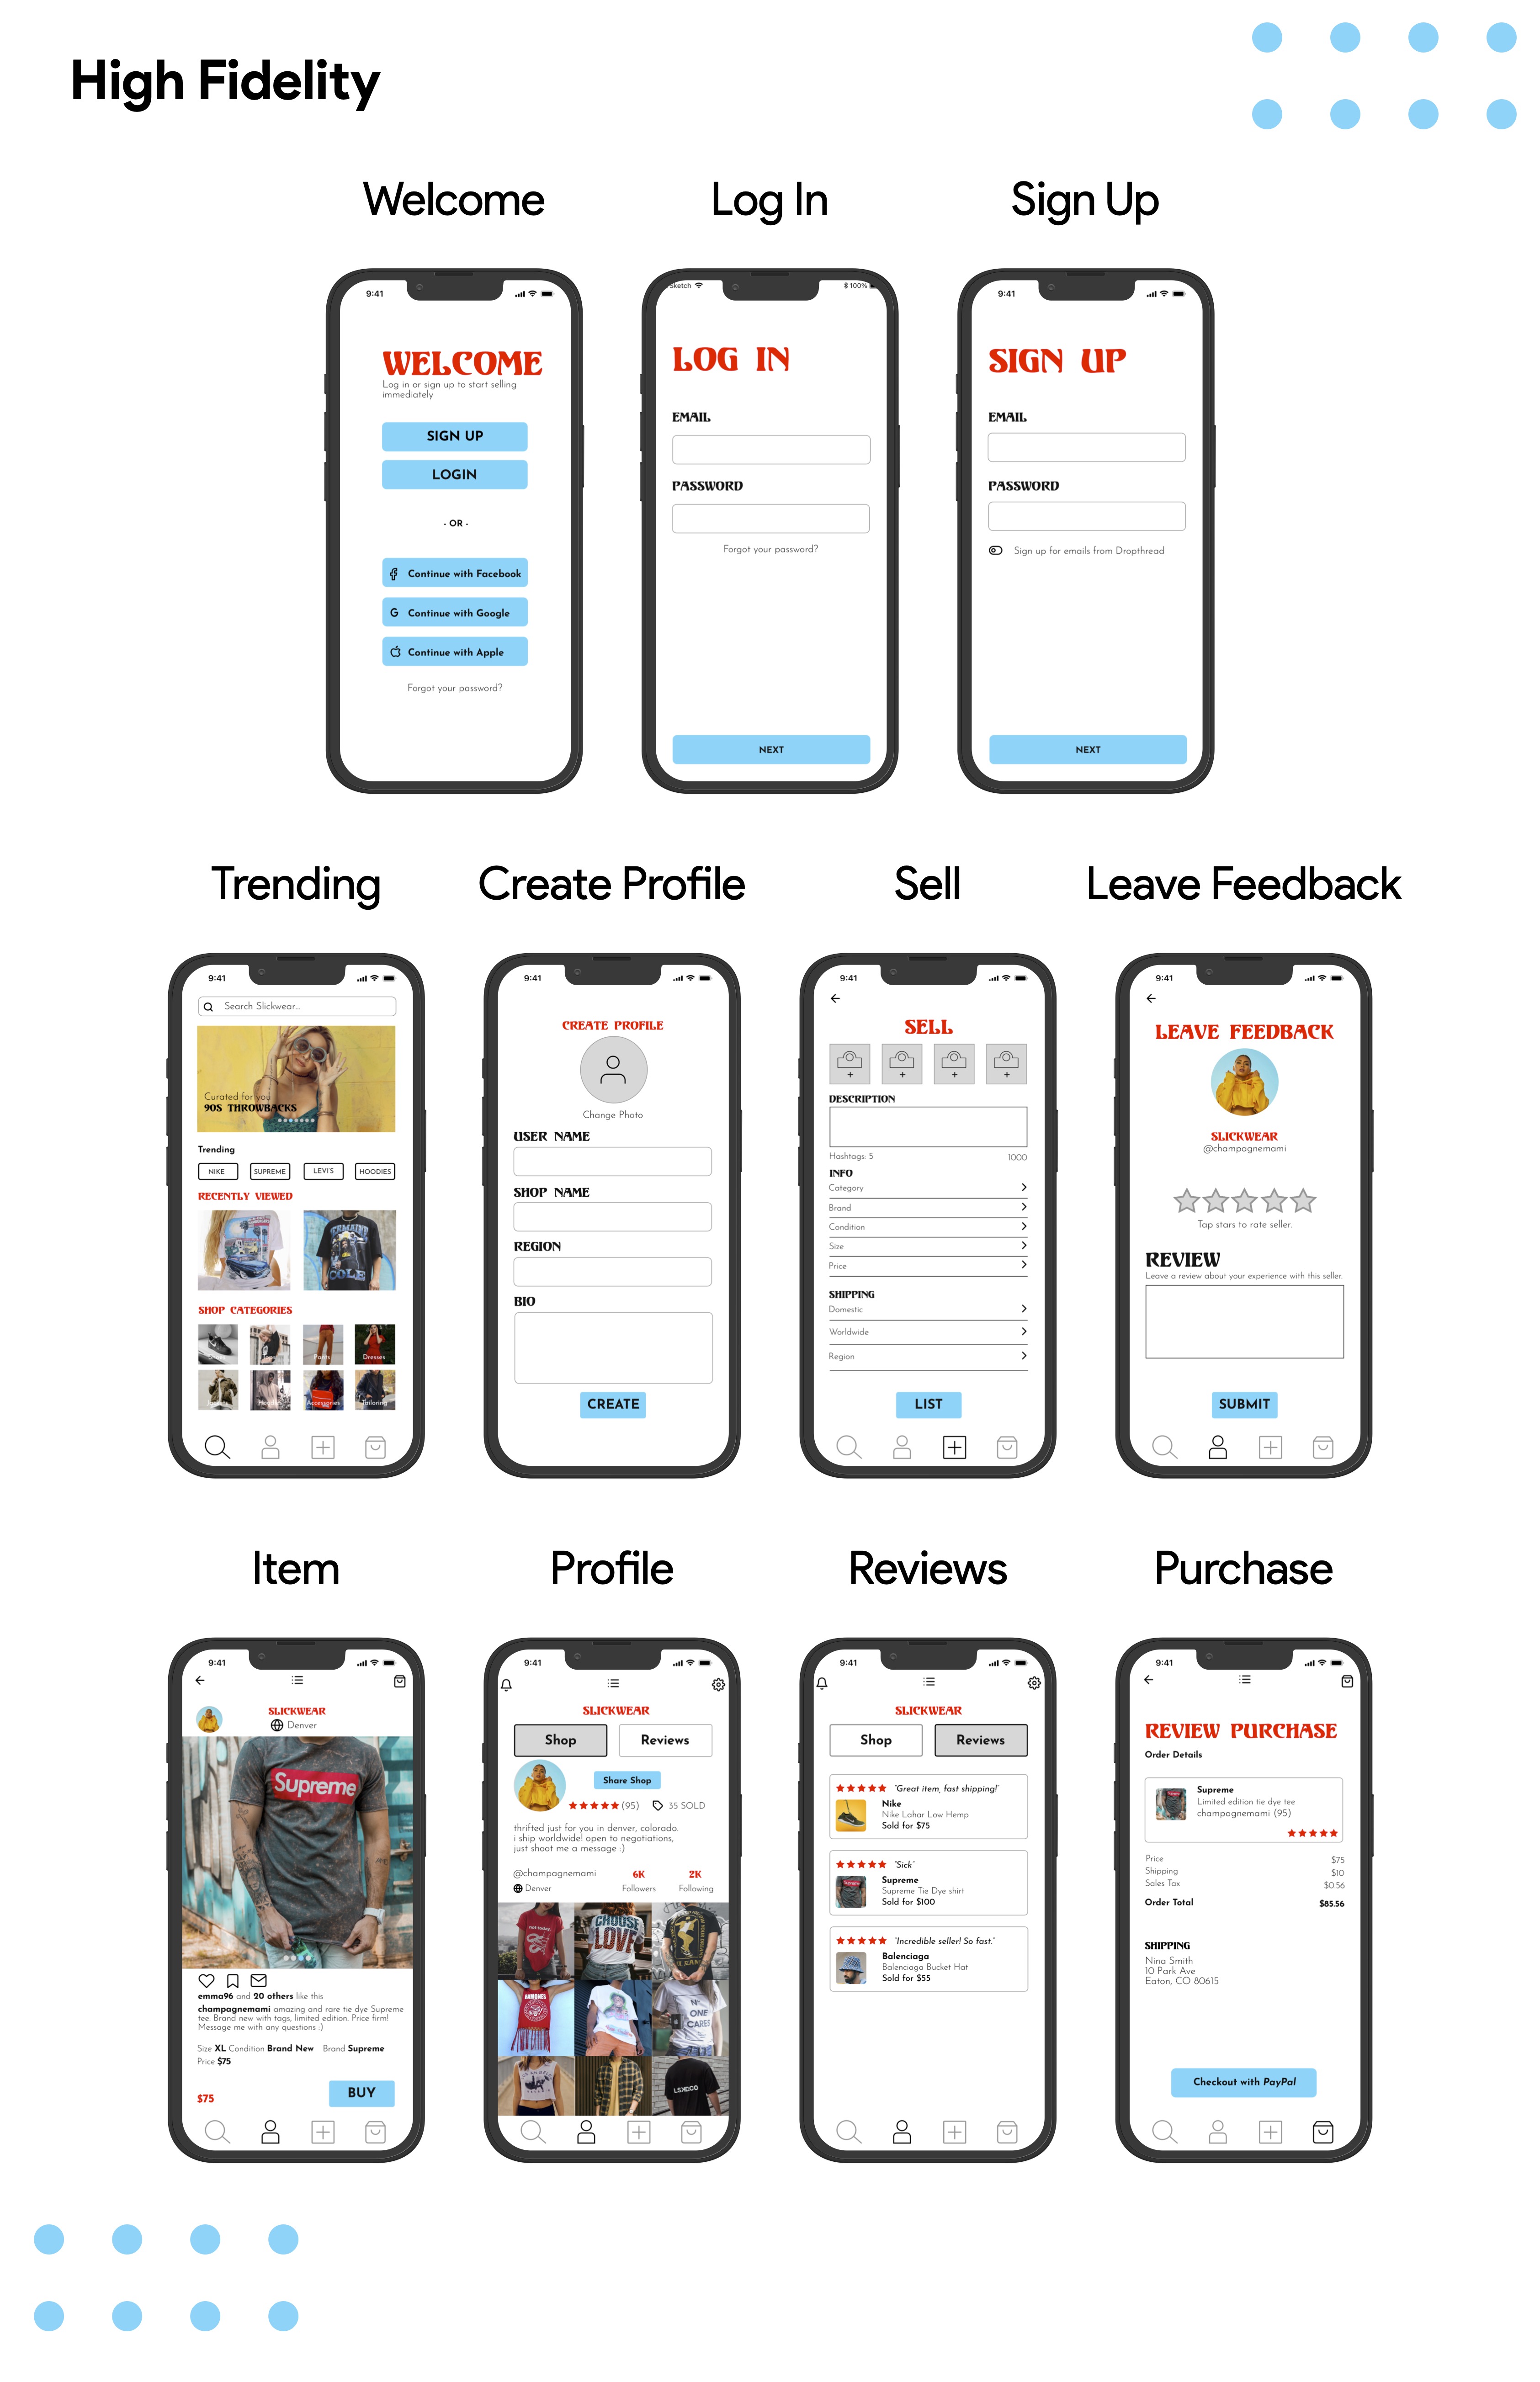 High Fidelity
Welcome
Log In
Sign Up
9:41
WELCOME
Log in or sign up to start selling
immediately
SIGN UP
LOGIN
- OR -
Continue with Facebook
Continue with Google
Continue with Apple
Forgot your password?
Sketch
100%
LOG IN
EMAIL
PASSWORD
Forgot your password?
NEXT
9:41
SIGN UP
EMAIL
PASSWORD
Sign up for emails from Dropthread
NEXT
Trending
Create Profile
Sell
Leave Feedback
9:41
Search Slickwear...
Curated for you
90S THROWBACKS
Trending
NIKE
SUPREME
LEVI'S
HOODIES
RECENTLY VIEWED
COLE
SHOP CATEGORIES
Dresses
Accessories
Tailoring
9:41
CREATE PROFILE
Change Photo
USER NAME
SHOP NAME
REGION
BIO
CREATE
9:41
SELL
+ + + +
DESCRIPTION
Hashtags: 5
1000
INFO
Category
Brand
Condition
Size
Price
SHIPPING
Domestic
Worldwide
Region
LIST
9:41
LEAVE FEEDBACK
SLICKWEAR
@champagnemami
Tap stars to rate seller.
REVIEW
Leave a review about your experience with this seller.
SUBMIT
Item
Profile
Reviews
Purchase
9:41
SLICKWEAR
Denver
Supreme
emma96 and 20 others like this
champagnemami amazing and rare tie dye Supreme
tee. Brand new with tags, limited edition. Price firm!
Message me with any questions :)
Size XL Condition Brand New Brand Supreme
Price $75
$75
BUY
9:41
SLICKWEAR
Shop
Reviews
Share Shop
(95)
35 SOLD
thrifted just for you in denver, colorado.
i ship worldwide! open to negotiations,
just shoot me a message :)
@champagnemami
6K
2K
Denver
Followers
Following
not today.
CHOOSE
LOVE
RAMONES
NO
ONE
CARES
9:41
SLICKWEAR
Shop
Reviews
"Great item, fast shipping!"
Nike
Nike Lahar Low Hemp
Sold for $75
"Sick"
Supreme
Supreme Tie Dye shirt
Sold for $100
"Incredible seller! So fast."
Balenciaga
Balenciaga Bucket Hat
Sold for $55
9:41
REVIEW PURCHASE
Order Details
Supreme
Limited edition tie dye tee
champagnemami (95)
Price $75
Shipping $10
Sales Tax $0.56
Order Total $85.56
SHIPPING
Nina Smith
10 Park Ave
Eaton, CO 80615
Checkout with PayPal